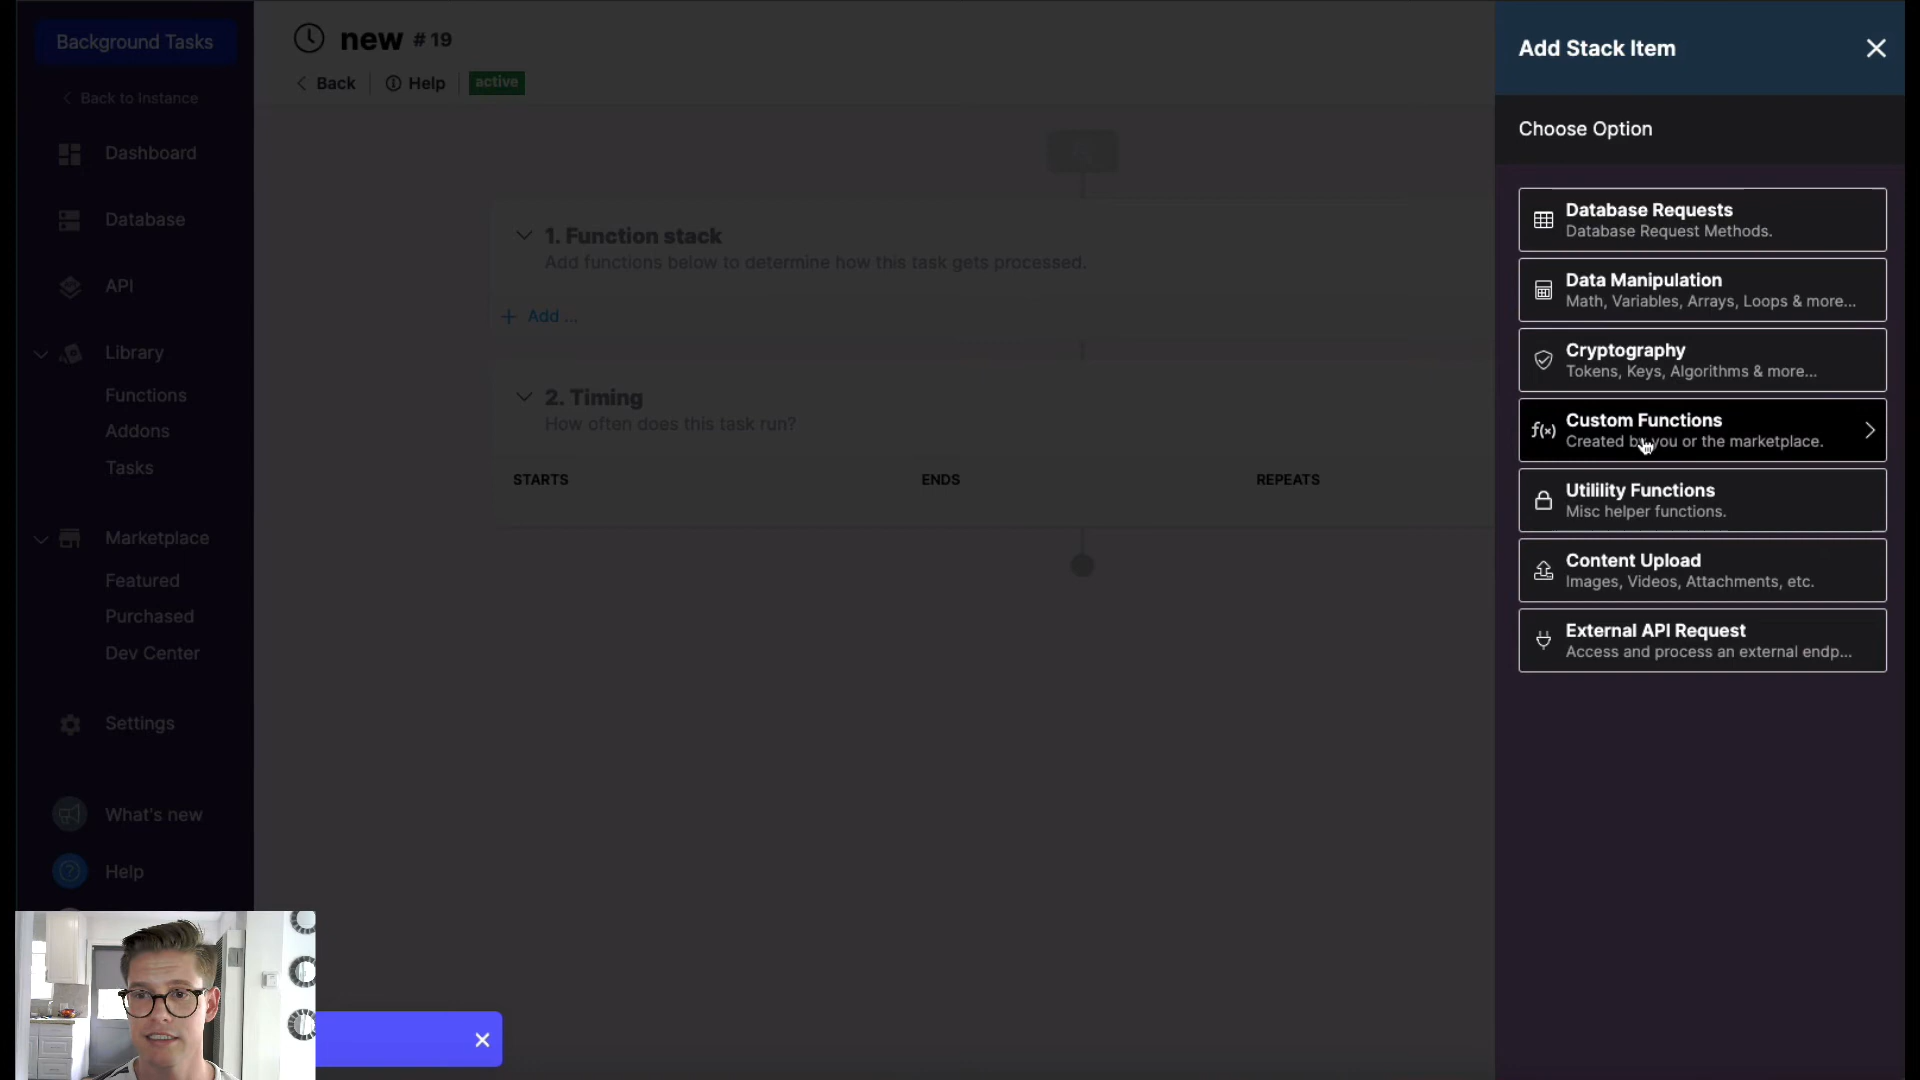 Background Tasks
Back to Instance
Dashboard
Database
API
Library
Functions
Addons
Tasks
Marketplace
Featured
Purchased
Dev Center
Settings
What's new
Help
new # 19
Back
Help
active
1. Function stack
Add functions below to determine how this task gets processed.
Add ...
2. Timing
How often does this task run?
STARTS ENDS REPEATS
Add Stack Item
Choose Option
Database Requests
Database Request Methods.
Data Manipulation
Math, Variables, Arrays, Loops & more...
Cryptography
Tokens, Keys, Algorithms & more...
f(x)
Custom Functions
Created by you or the marketplace.
Utilility Functions
Misc helper functions.
Content Upload
Images, Videos, Attachments, etc.
External API Request
Access and process an external endp...